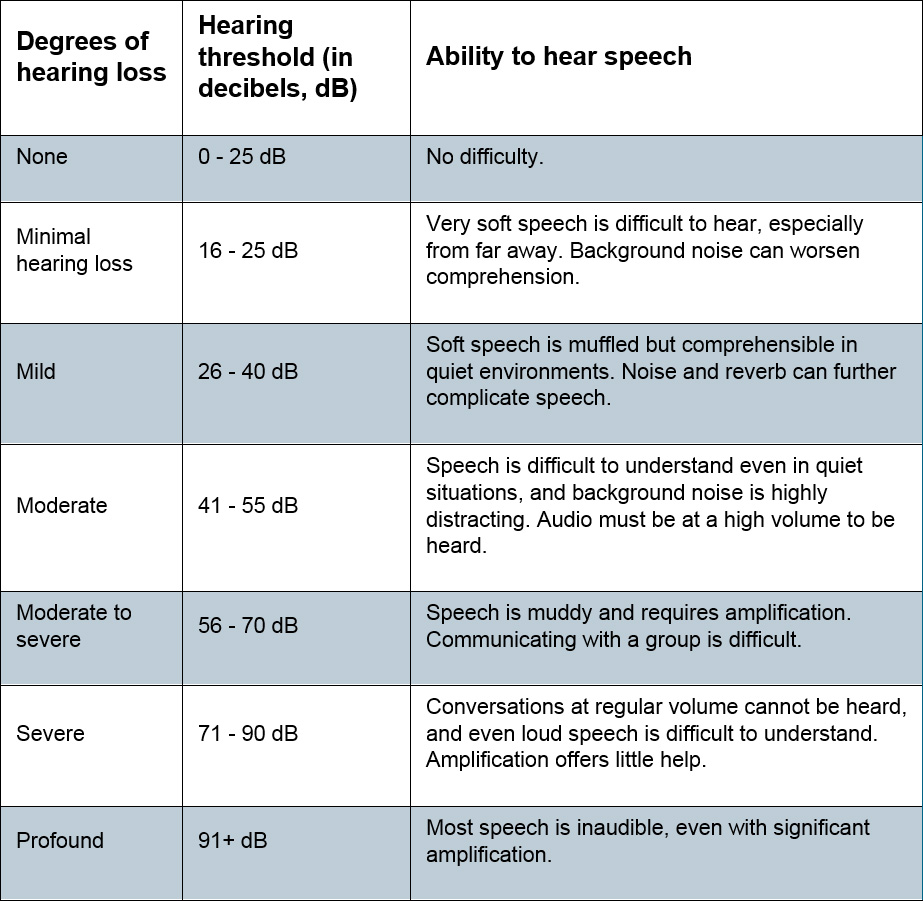 Degrees of
hearing loss
Hearing
threshold (in
decibels, dB)
Ability to hear speech
None
0 - 25 dB
No difficulty.
Minimal
hearing loss
16 - 25 dB
Very soft speech is difficult to hear, especially
from far away. Background noise can worsen
comprehension.
Mild
26 - 40 dB
Soft speech is muffled but comprehensible in
quiet environments. Noise and reverb can further
complicate speech.
Moderate
41 - 55 dB
Speech is difficult to understand even in quiet
situations, and background noise is highly
distracting. Audio must be at a high volume to be
heard.
Moderate to
severe
56 - 70 dB
Speech is muddy and requires amplification.
Communicating with a group is difficult.
Severe
71 - 90 dB
Conversations at regular volume cannot be heard,
and even loud speech is difficult to understand.
Amplification offers little help.
Profound
91+ dB
Most speech is inaudible, even with significant
amplification.